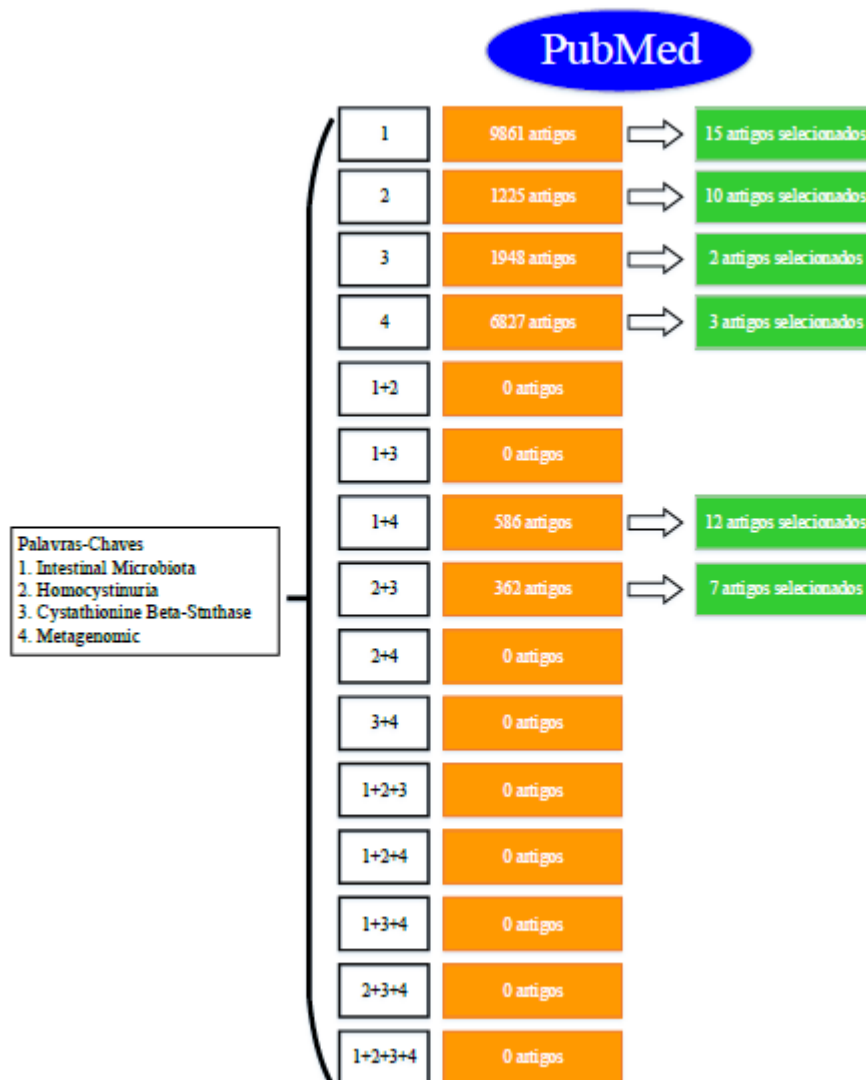 PubMed
1 9861 artigos 15 artigos selecionados
2 1225 artigos 10 artigos selecionados
3 1948 artigos 2 artigos selecionados
4 6827 artigos 3 artigos selecionados
1+2 0 artigos
1+3 0 artigos
1+4 586 artigos 12 artigos selecionados
2+3 362 artigos 7 artigos selecionados
Palavras-Chaves
1. Intestinal Microbiota
2. Homocystinuria
3. Cystathionine Beta-Stnthase
4. Metagenomic
2+4 0 artigos
3+4 0 artigos
1+2+3 0 artigos
1+2+4 0 artigos
1+3+4 0 artigos
2+3+4 0 artigos
1+2+3+4 0 artigos